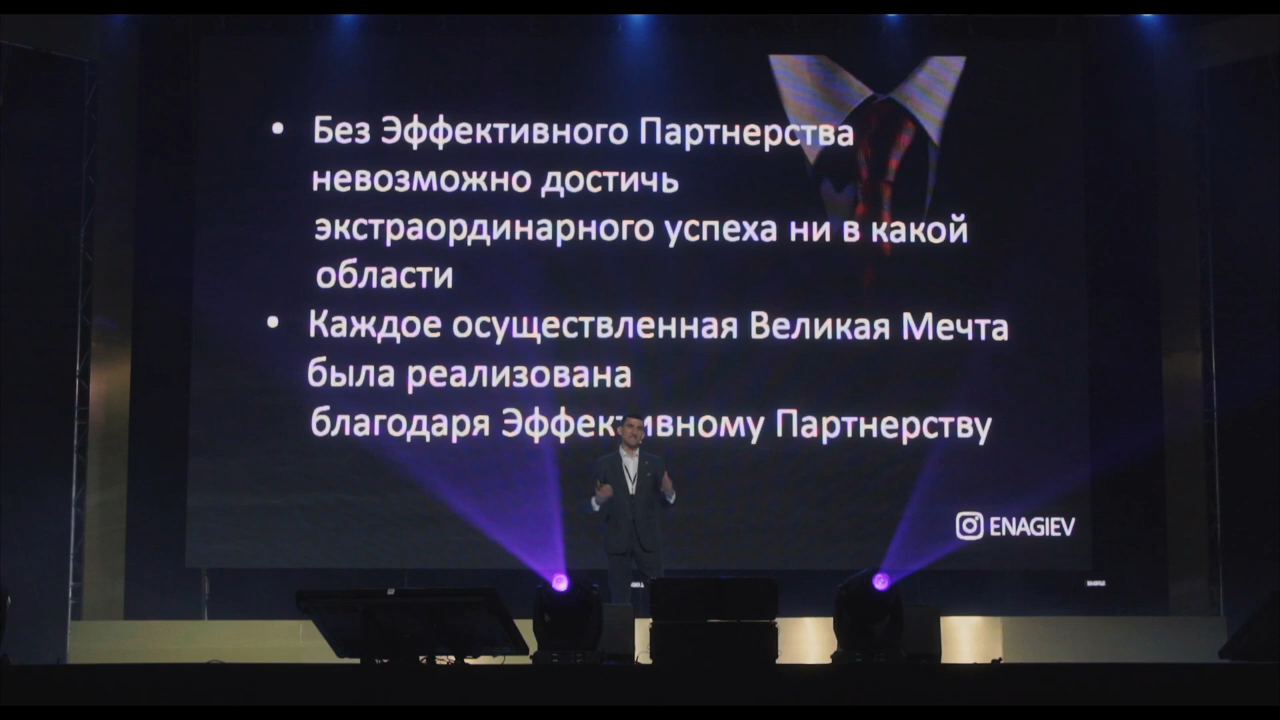 • Без Эффективного Партнерства
невозможно достичь
экстраординарного успеха ни в какой
области
• Каждое осуществленная Великая Мечта
была реализована
благодаря Эффективному Партнерству
ENAGIEV